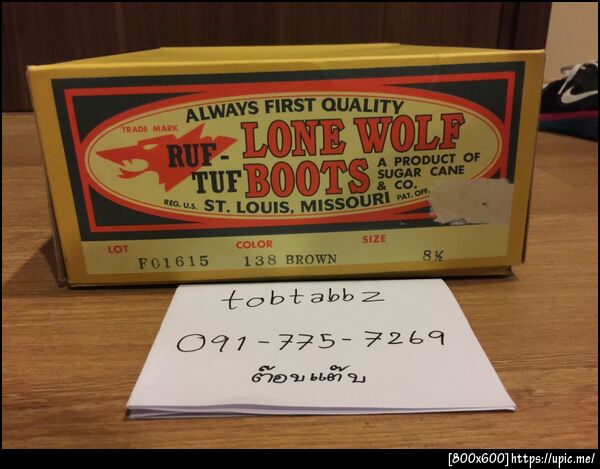 ALWAYS FIRST QUALITY
TRADE MARK
RUF-TUF
LONE WOLF
BOOTS
A PRODUCT OF
SUGAR CANE
& CO.
REG. U.S.
ST. LOUIS, MISSOURI
PAT. OFF.
LOT F01615
COLOR 138 BROWN
SIZE 8½
tobtabbz
091-775-7269
ต๊อบแต๊บ
[800x600]https://upic.me/